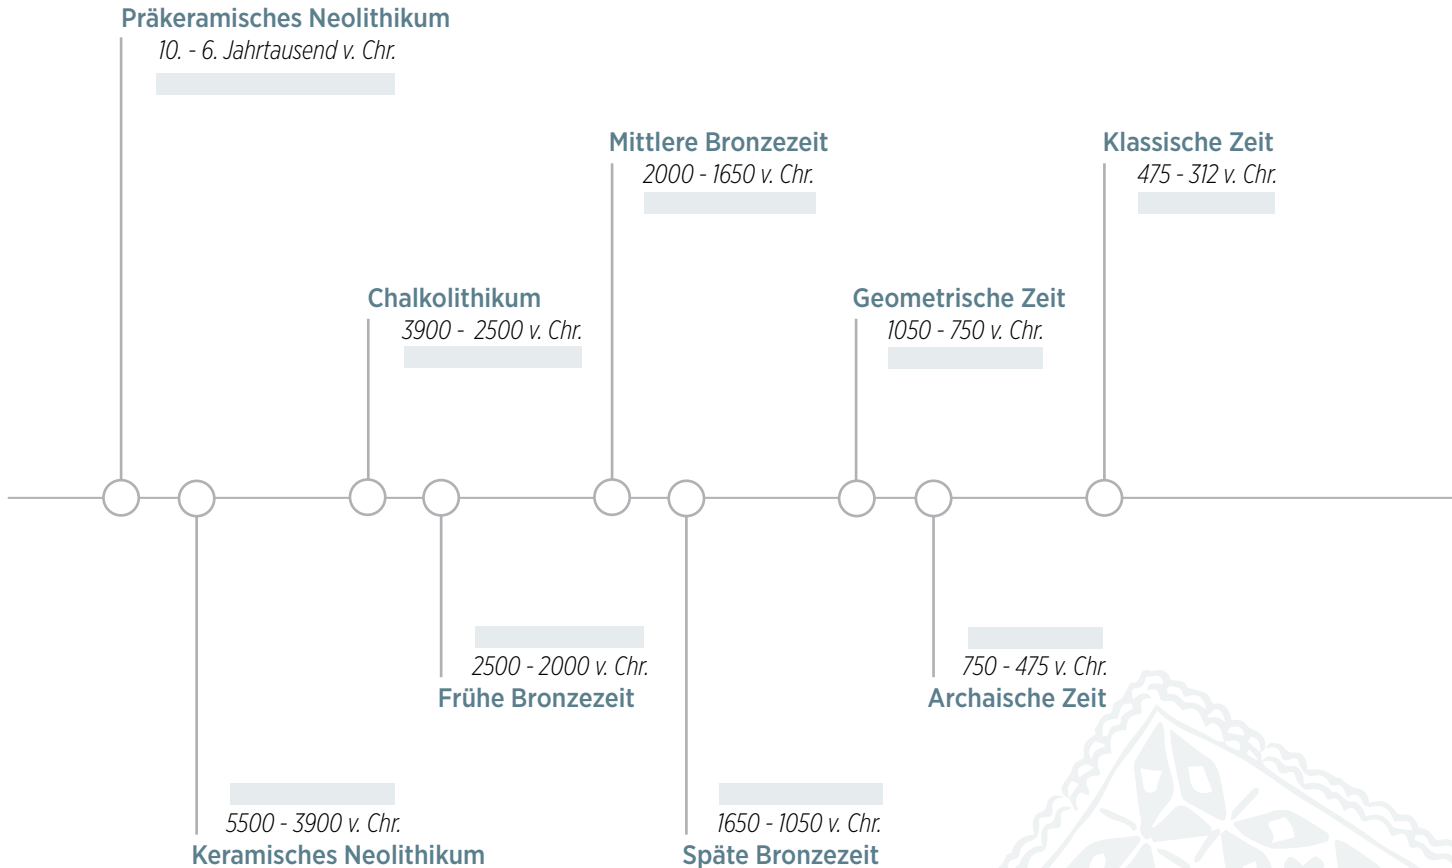 Präkeramisches Neolithikum
10. - 6. Jahrtausend v. Chr.
Mittlere Bronzezeit
2000 - 1650 v. Chr.
Klassische Zeit
475 - 312 v. Chr.
Chalkolithikum
3900 - 2500 v. Chr.
Geometrische Zeit
1050 - 750 v. Chr.
2500 - 2000 v. Chr.
Frühe Bronzezeit
750 - 475 v. Chr.
Archaische Zeit
5500 - 3900 v. Chr.
Keramisches Neolithikum
1650 - 1050 v. Chr.
Späte Bronzezeit